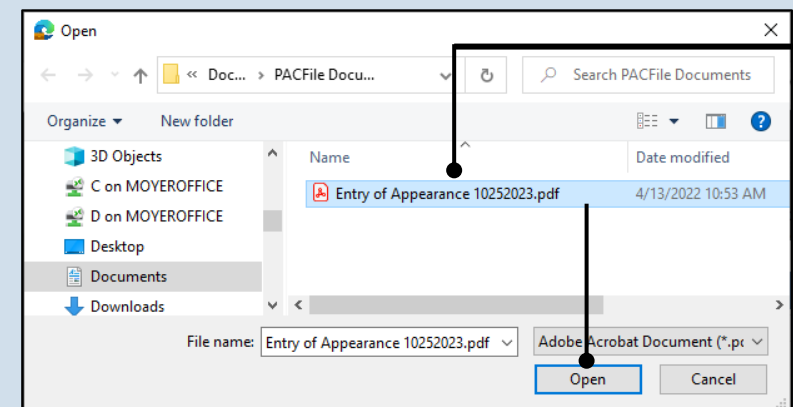 Open
« Doc... › PACFile Docu...
Search PACFile Documents
Organize
New folder
3D Objects
C on MOYEROFFICE
D on MOYEROFFICE
Desktop
Documents
Downloads
Name
Date modified
Entry of Appearance 10252023.pdf
4/13/2022 10:53 AM
File name:
Entry of Appearance 10252023.pdf
Adobe Acrobat Document (*.pc
Open
Cancel